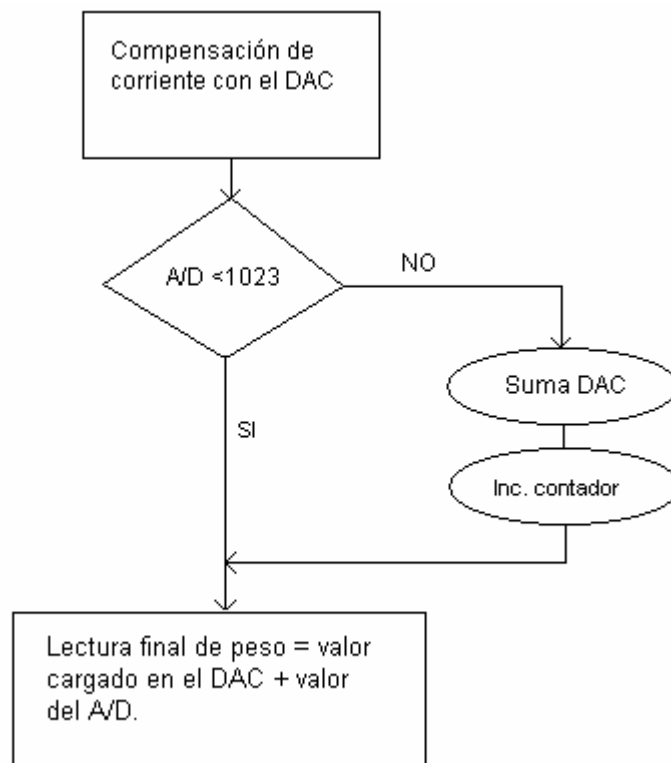 Compensación de
corriente con el DAC
A/D <1023
NO
Suma DAC
SI
Inc. contador
Lectura final de peso = valor
cargado en el DAC + valor
del A/D.